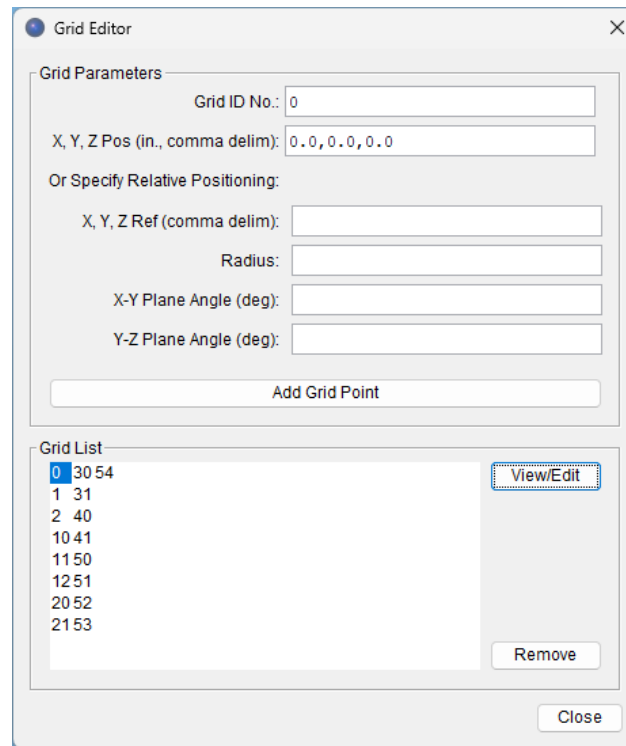 Grid Editor
Grid Parameters
Grid ID No.: 0
X, Y, Z Pos (in., comma delim): 0.0,0.0,0.0
Or Specify Relative Positioning:
X, Y, Z Ref (comma delim):
Radius:
X-Y Plane Angle (deg):
Y-Z Plane Angle (deg):
Add Grid Point
Grid List
0 30 54
1 31
2 40
10 41
11 50
12 51
20 52
21 53
View/Edit
Remove
Close